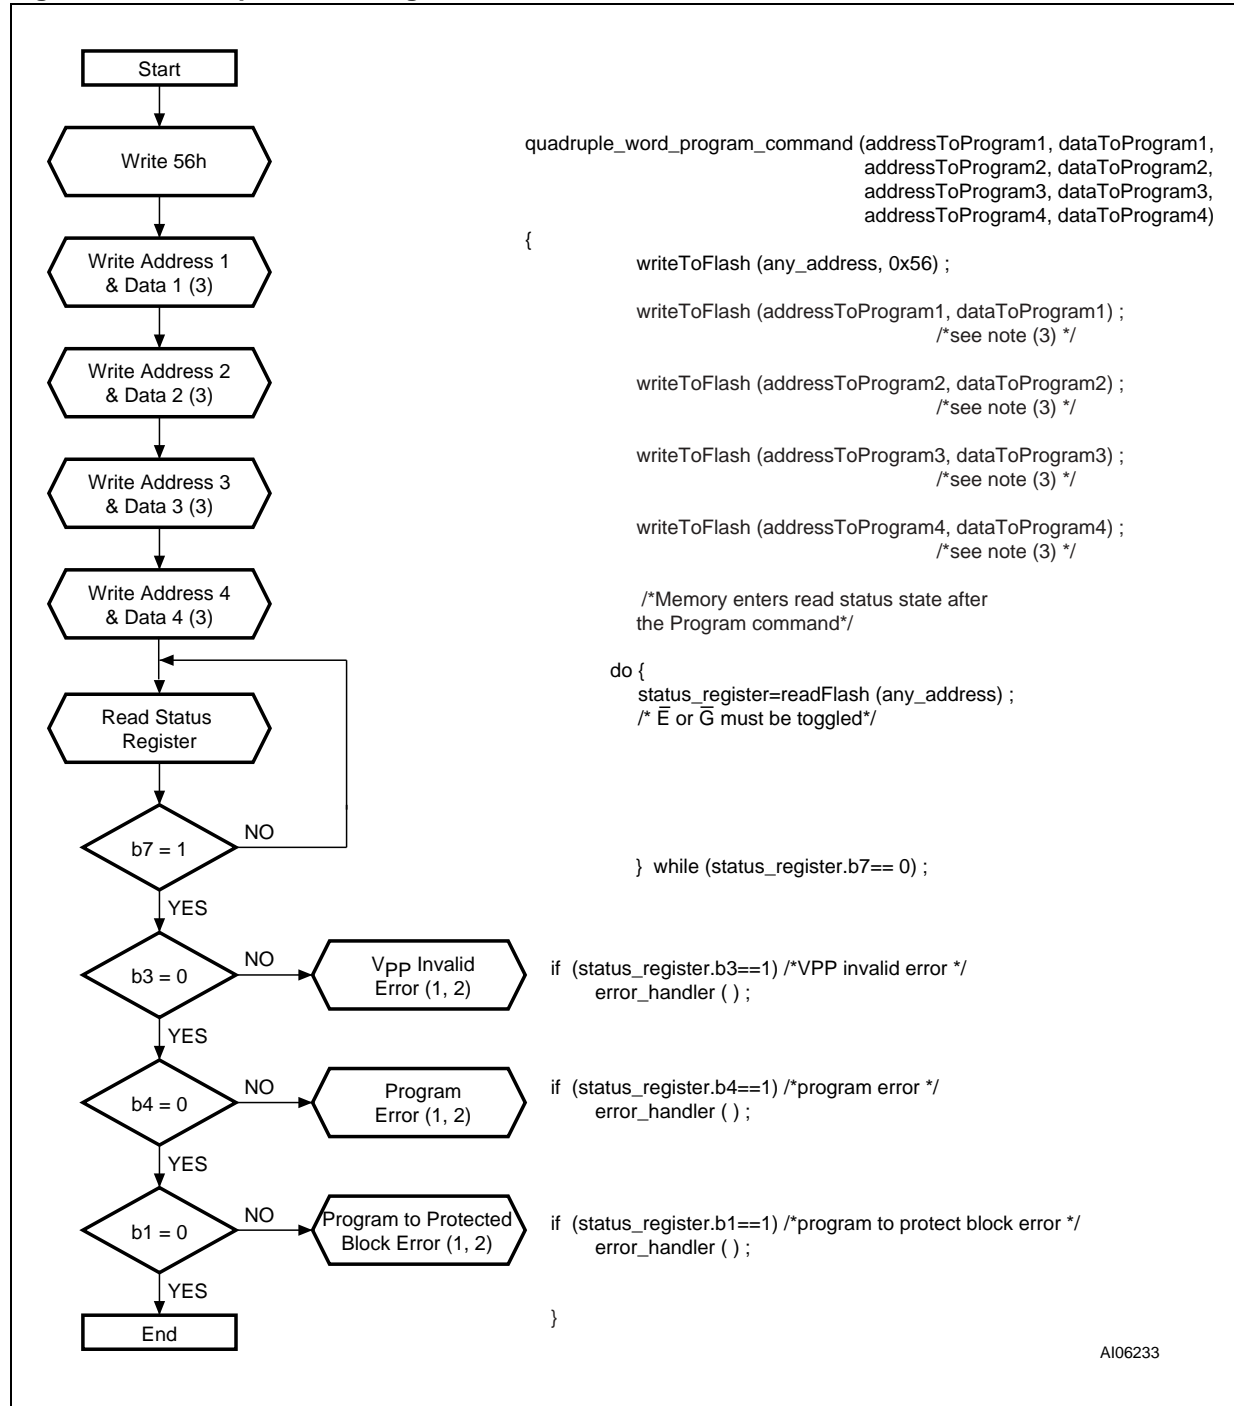 Start
Write 56h
Write Address 1
& Data 1 (3)
Write Address 2
& Data 2 (3)
Write Address 3
& Data 3 (3)
Write Address 4
& Data 4 (3)
Read Status
Register
b7 = 1
NO
YES
b3 = 0
NO
VPP Invalid
Error (1, 2)
YES
b4 = 0
NO
Program
Error (1, 2)
YES
b1 = 0
NO
Program to Protected
Block Error (1, 2)
YES
End
quadruple_word_program_command (addressToProgram1, dataToProgram1,
addressToProgram2, dataToProgram2,
addressToProgram3, dataToProgram3,
addressToProgram4, dataToProgram4)
{
writeToFlash (any_address, 0x56) ;
writeToFlash (addressToProgram1, dataToProgram1) ;
/*see note (3) */
writeToFlash (addressToProgram2, dataToProgram2) ;
/*see note (3) */
writeToFlash (addressToProgram3, dataToProgram3) ;
/*see note (3) */
writeToFlash (addressToProgram4, dataToProgram4) ;
/*see note (3) */
/*Memory enters read status state after
the Program command*/
do {
status_register=readFlash (any_address) ;
/* E̅ or G̅ must be toggled*/
} while (status_register.b7== 0) ;
if (status_register.b3==1) /*VPP invalid error */
error_handler ( ) ;
if (status_register.b4==1) /*program error */
error_handler ( ) ;
if (status_register.b1==1) /*program to protect block error */
error_handler ( ) ;
}
AI06233